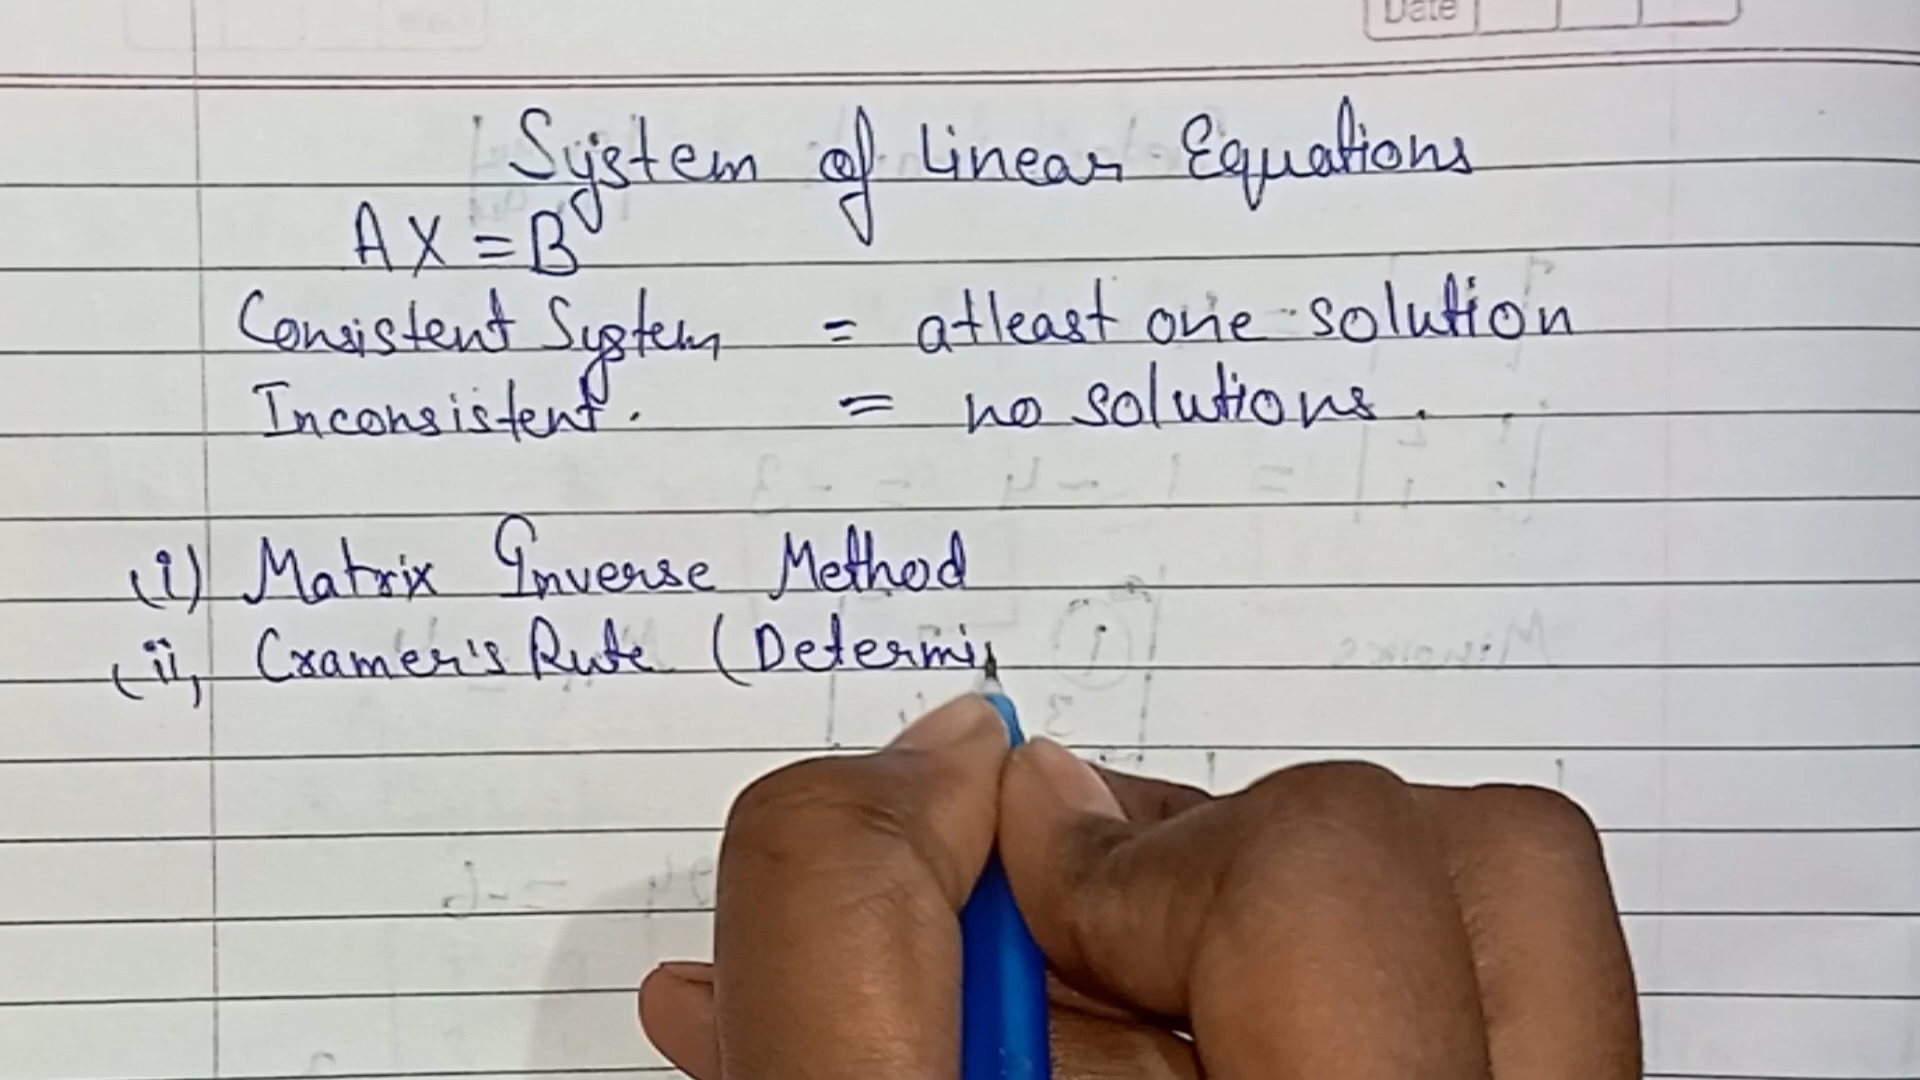 Date
System of Linear Equations
AX = B
Consistent System = atleast one solution
Inconsistent. = no solutions.
(i) Matrix Inverse Method
(ii) Cramer's Rule (Determi